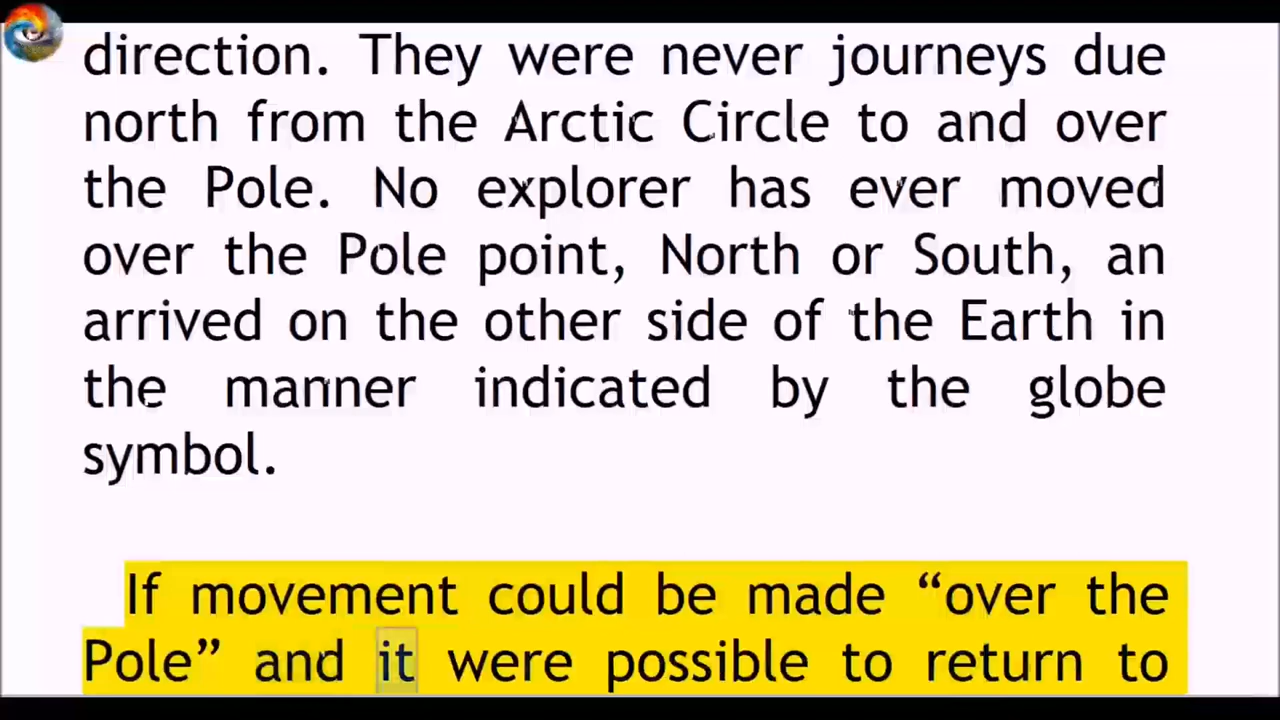 direction. They were never journeys due
north from the Arctic Circle to and over
the Pole. No explorer has ever moved
over the Pole point, North or South, an
arrived on the other side of the Earth in
the manner indicated by the globe
symbol.
If movement could be made “over the
Pole” and it were possible to return to